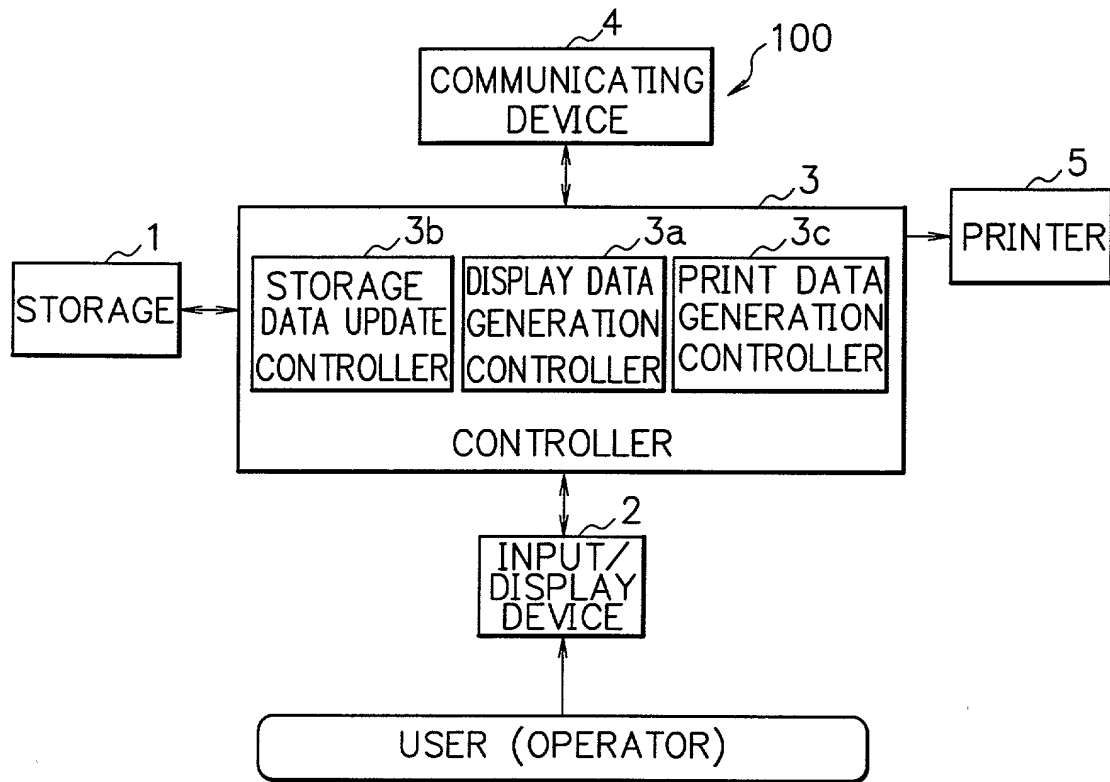 4
100
COMMUNICATING
DEVICE
3
5
PRINTER
1
STORAGE
3b
STORAGE
DATA UPDATE
CONTROLLER
3a
DISPLAY DATA
GENERATION
CONTROLLER
3c
PRINT DATA
GENERATION
CONTROLLER
CONTROLLER
2
INPUT/
DISPLAY
DEVICE
USER (OPERATOR)